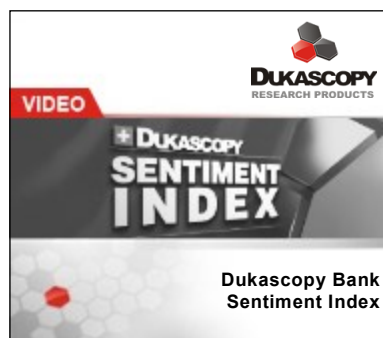 DUKASCOPY
RESEARCH PRODUCTS
VIDEO
DUKASCOPY
SENTIMENT
INDEX
Dukascopy Bank
Sentiment Index